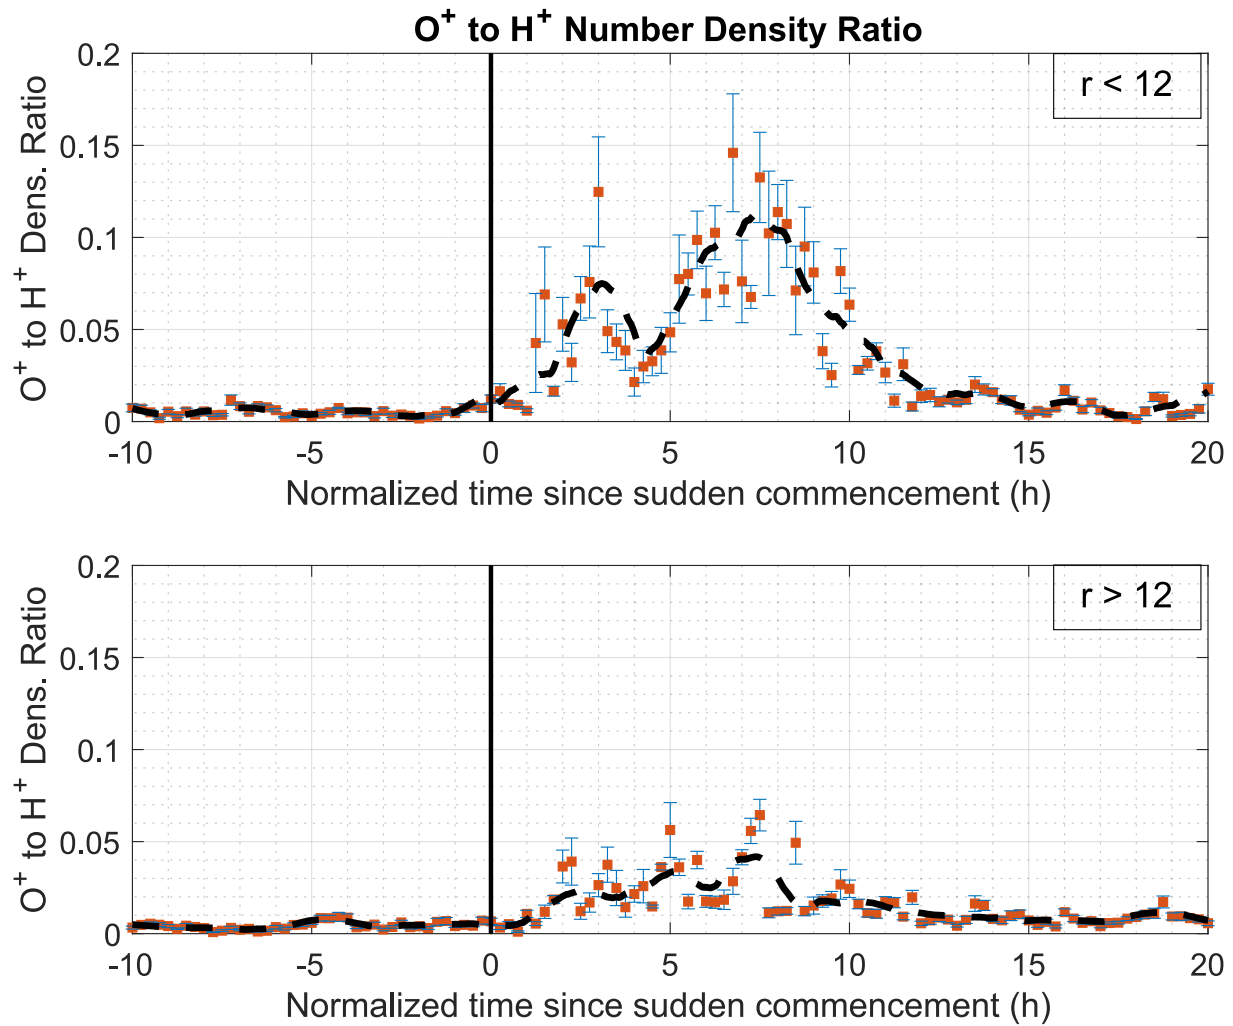 O+ to H+ Number Density Ratio
O+ to H+ Dens. Ratio
0.2
0.15
0.1
0.05
0
r < 12
-10 -5 0 5 10 15 20
Normalized time since sudden commencement (h)
O+ to H+ Dens. Ratio
0.2
0.15
0.1
0.05
0
r > 12
-10 -5 0 5 10 15 20
Normalized time since sudden commencement (h)